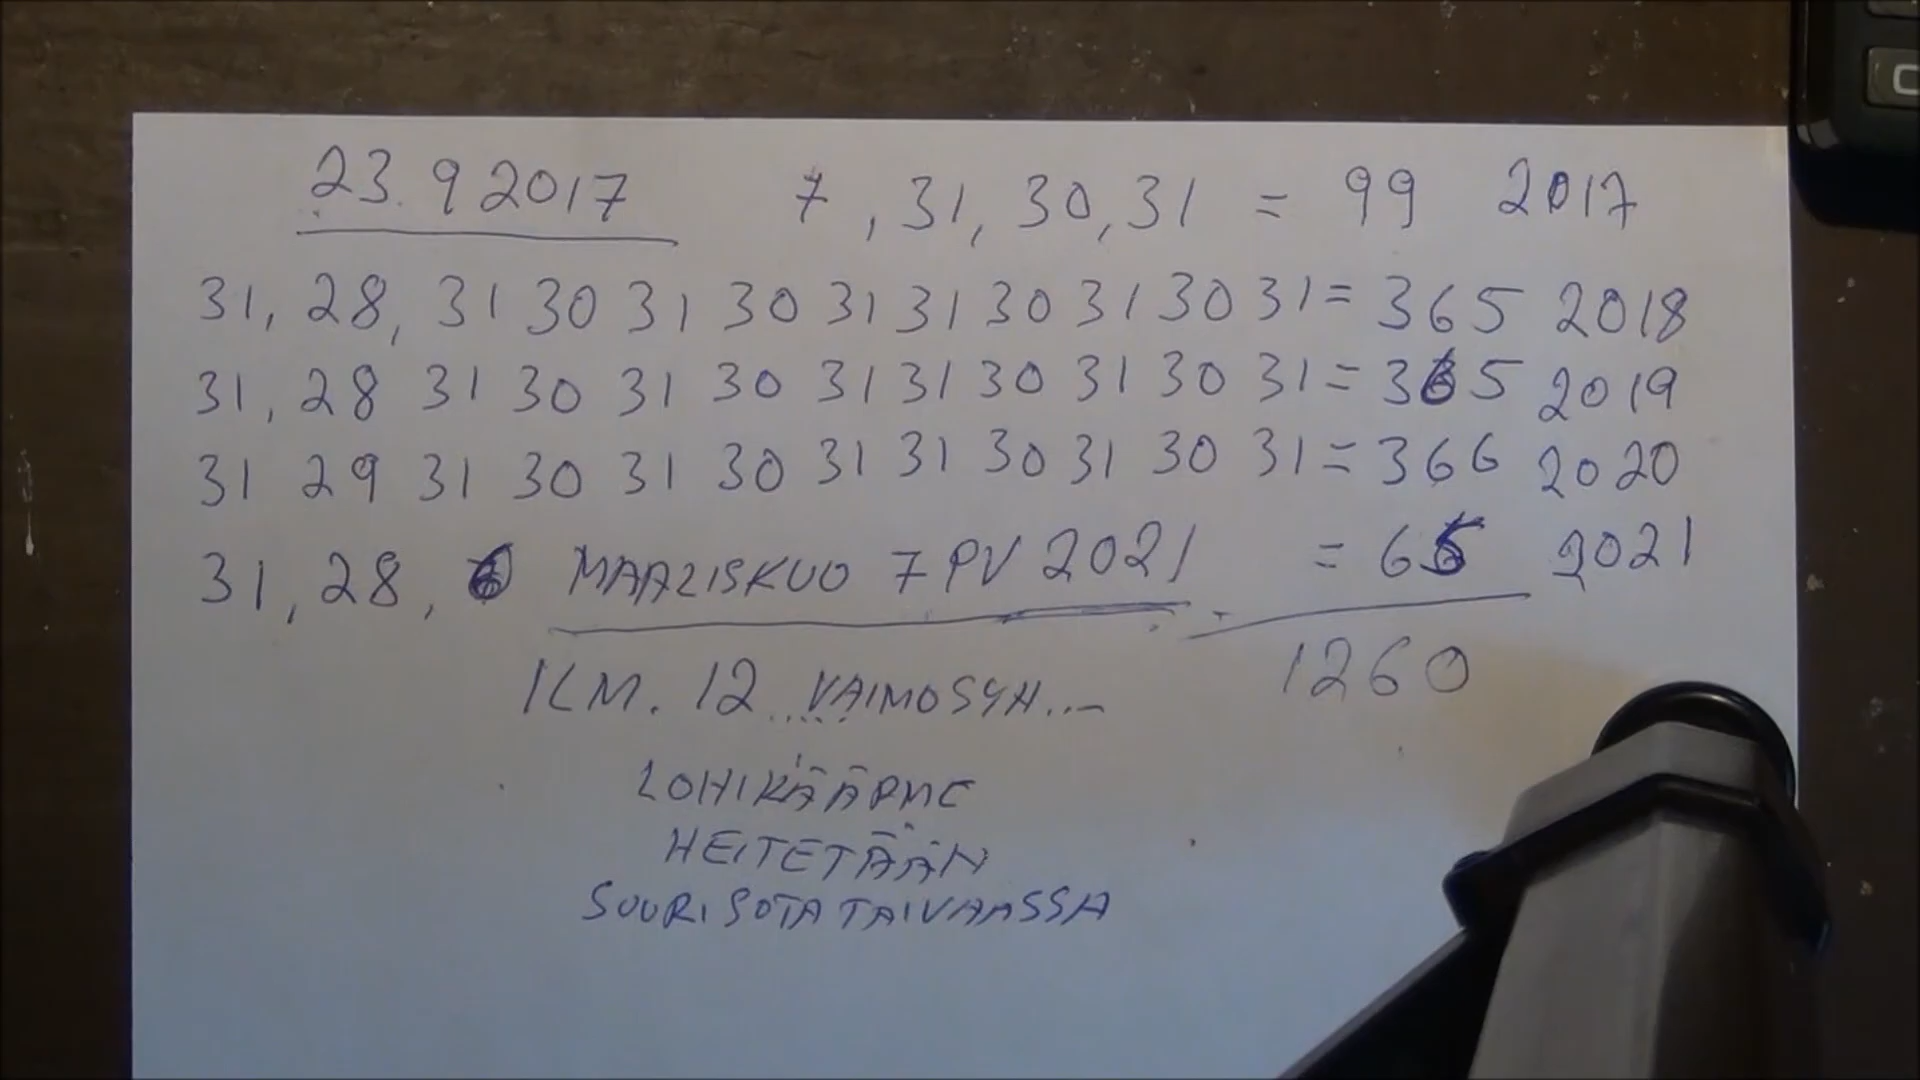 23.9 2017 7, 31, 30, 31 = 99 2017
31, 28, 31 30 31 30 31 31 30 31 30 31 = 365 2018
31, 28 31 30 31 30 31 31 30 31 30 31 = 365 2019
31 29 31 30 31 30 31 31 30 31 30 31 = 366 2020
31, 28, MAALISKUO 7 PV 2021 = 65 2021
1260
ILM. 12 ... VAIMO SYN...
LOHIKÄÄRME
HEITETÄÄN
SUURI SOTA TAIVAASSA
C